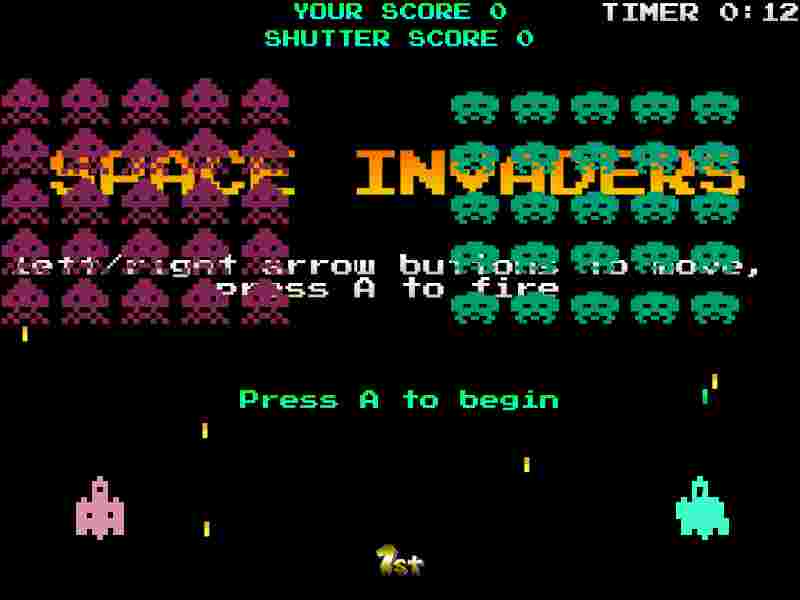 YOUR SCORE 0
TIMER 0:12
SHUTTER SCORE 0
SPACE INVADERS
Left/right arrow buttons to move,
press A to fire
Press A to begin
1st